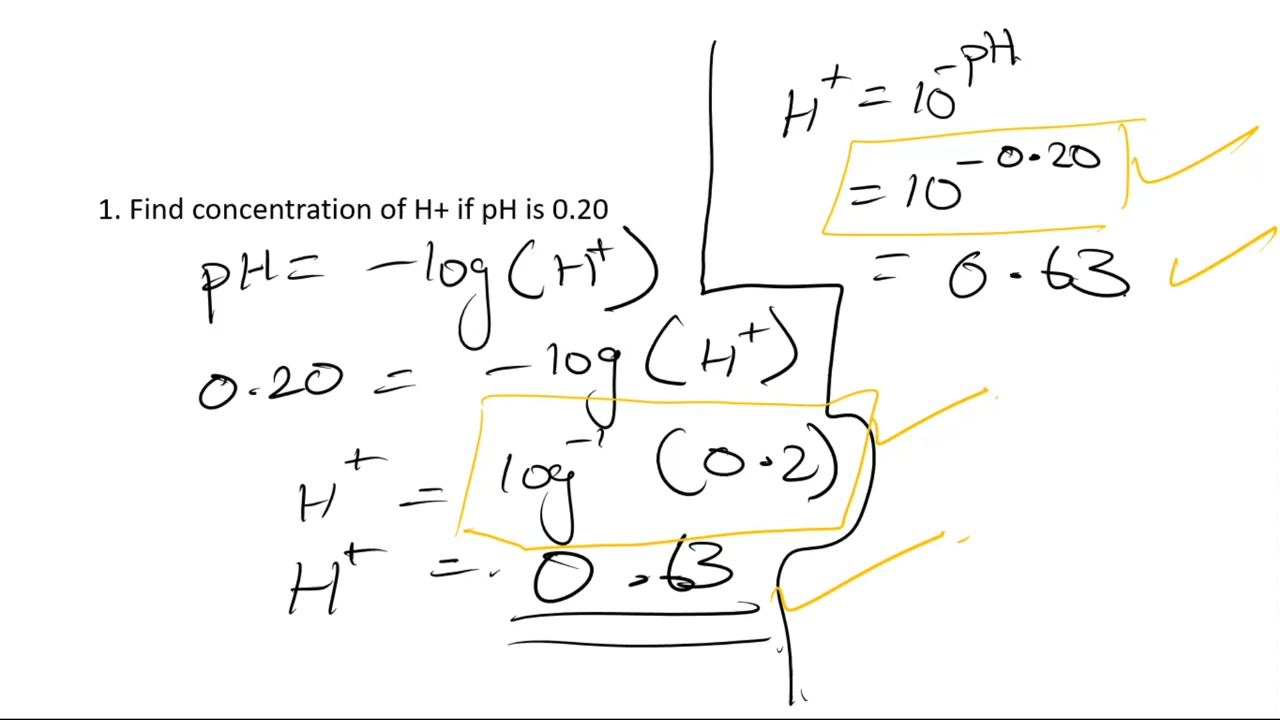 1. Find concentration of H+ if pH is 0.20
pH = -log (H⁺)
0.20 = -log (H⁺)
H⁺ = log⁻¹ (0.2)
H⁺ = 0.63
H⁺ = 10^-pH
= 10^-0.20
= 0.63